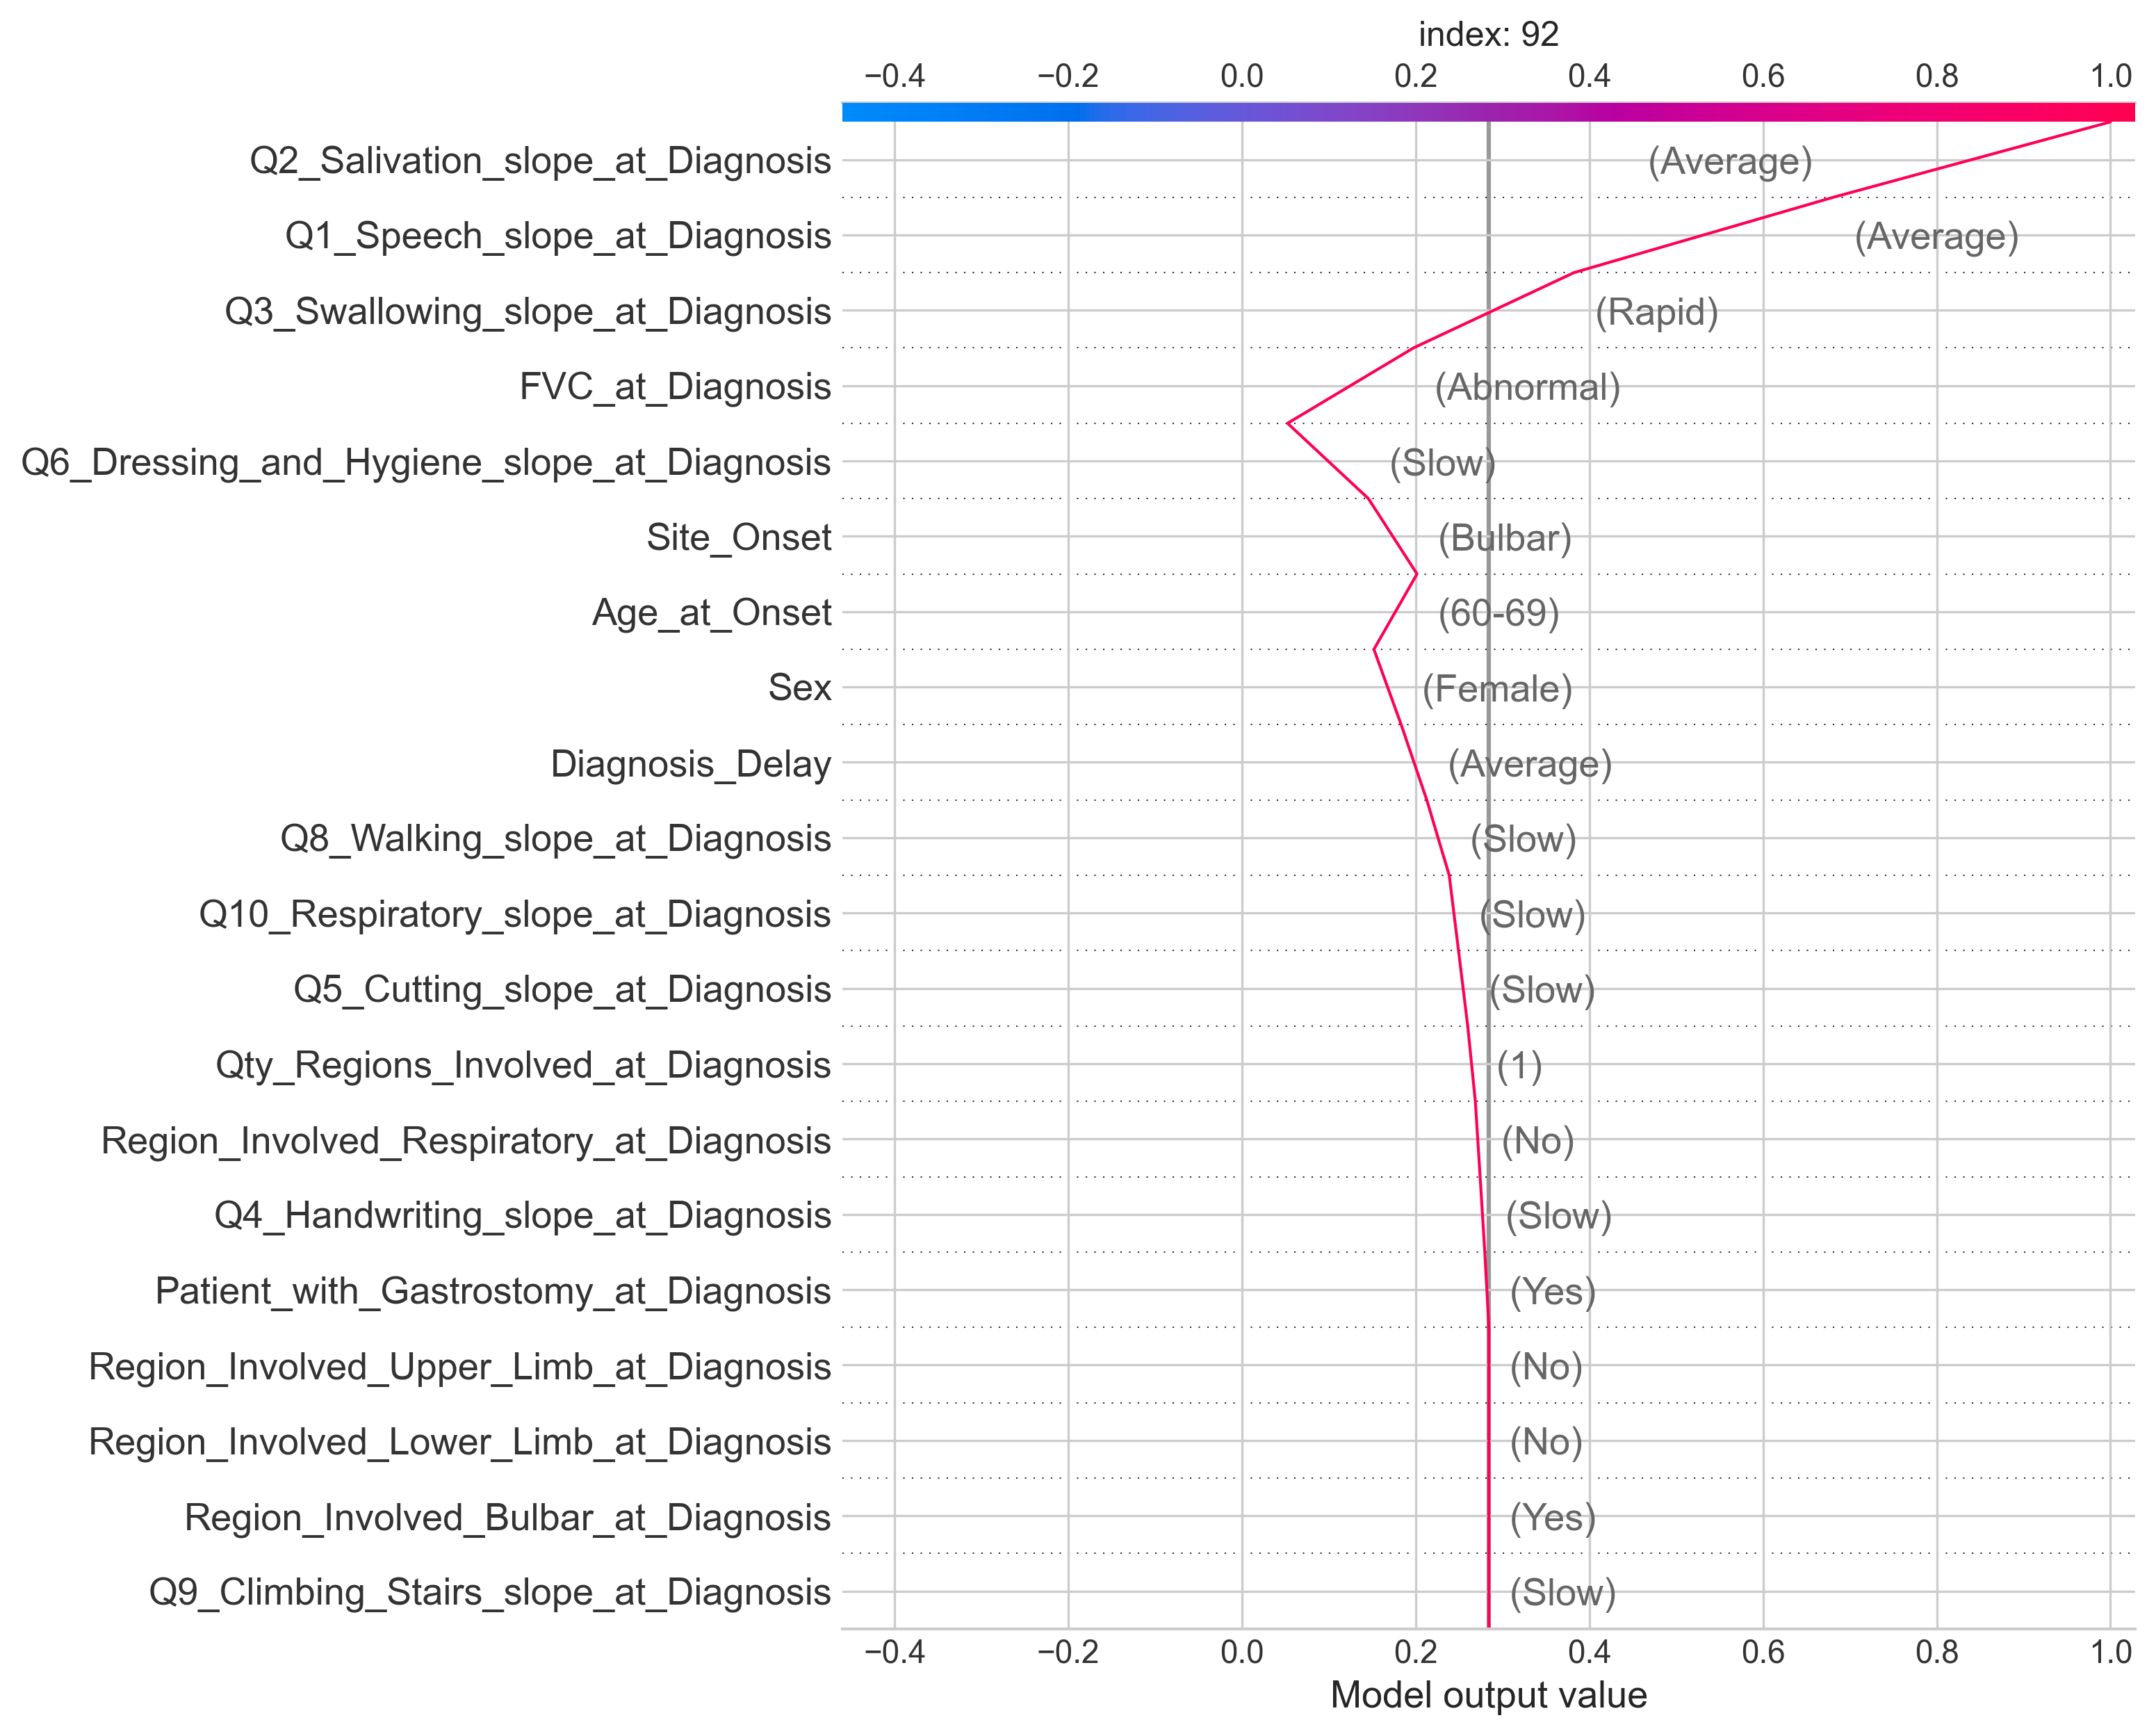 index: 92
−0.4 −0.2 0.0 0.2 0.4 0.6 0.8 1.0
Q2_Salivation_slope_at_Diagnosis (Average)
Q1_Speech_slope_at_Diagnosis (Average)
Q3_Swallowing_slope_at_Diagnosis (Rapid)
FVC_at_Diagnosis (Abnormal)
Q6_Dressing_and_Hygiene_slope_at_Diagnosis (Slow)
Site_Onset (Bulbar)
Age_at_Onset (60-69)
Sex (Female)
Diagnosis_Delay (Average)
Q8_Walking_slope_at_Diagnosis (Slow)
Q10_Respiratory_slope_at_Diagnosis (Slow)
Q5_Cutting_slope_at_Diagnosis (Slow)
Qty_Regions_Involved_at_Diagnosis (1)
Region_Involved_Respiratory_at_Diagnosis (No)
Q4_Handwriting_slope_at_Diagnosis (Slow)
Patient_with_Gastrostomy_at_Diagnosis (Yes)
Region_Involved_Upper_Limb_at_Diagnosis (No)
Region_Involved_Lower_Limb_at_Diagnosis (No)
Region_Involved_Bulbar_at_Diagnosis (Yes)
Q9_Climbing_Stairs_slope_at_Diagnosis (Slow)
−0.4 −0.2 0.0 0.2 0.4 0.6 0.8 1.0
Model output value